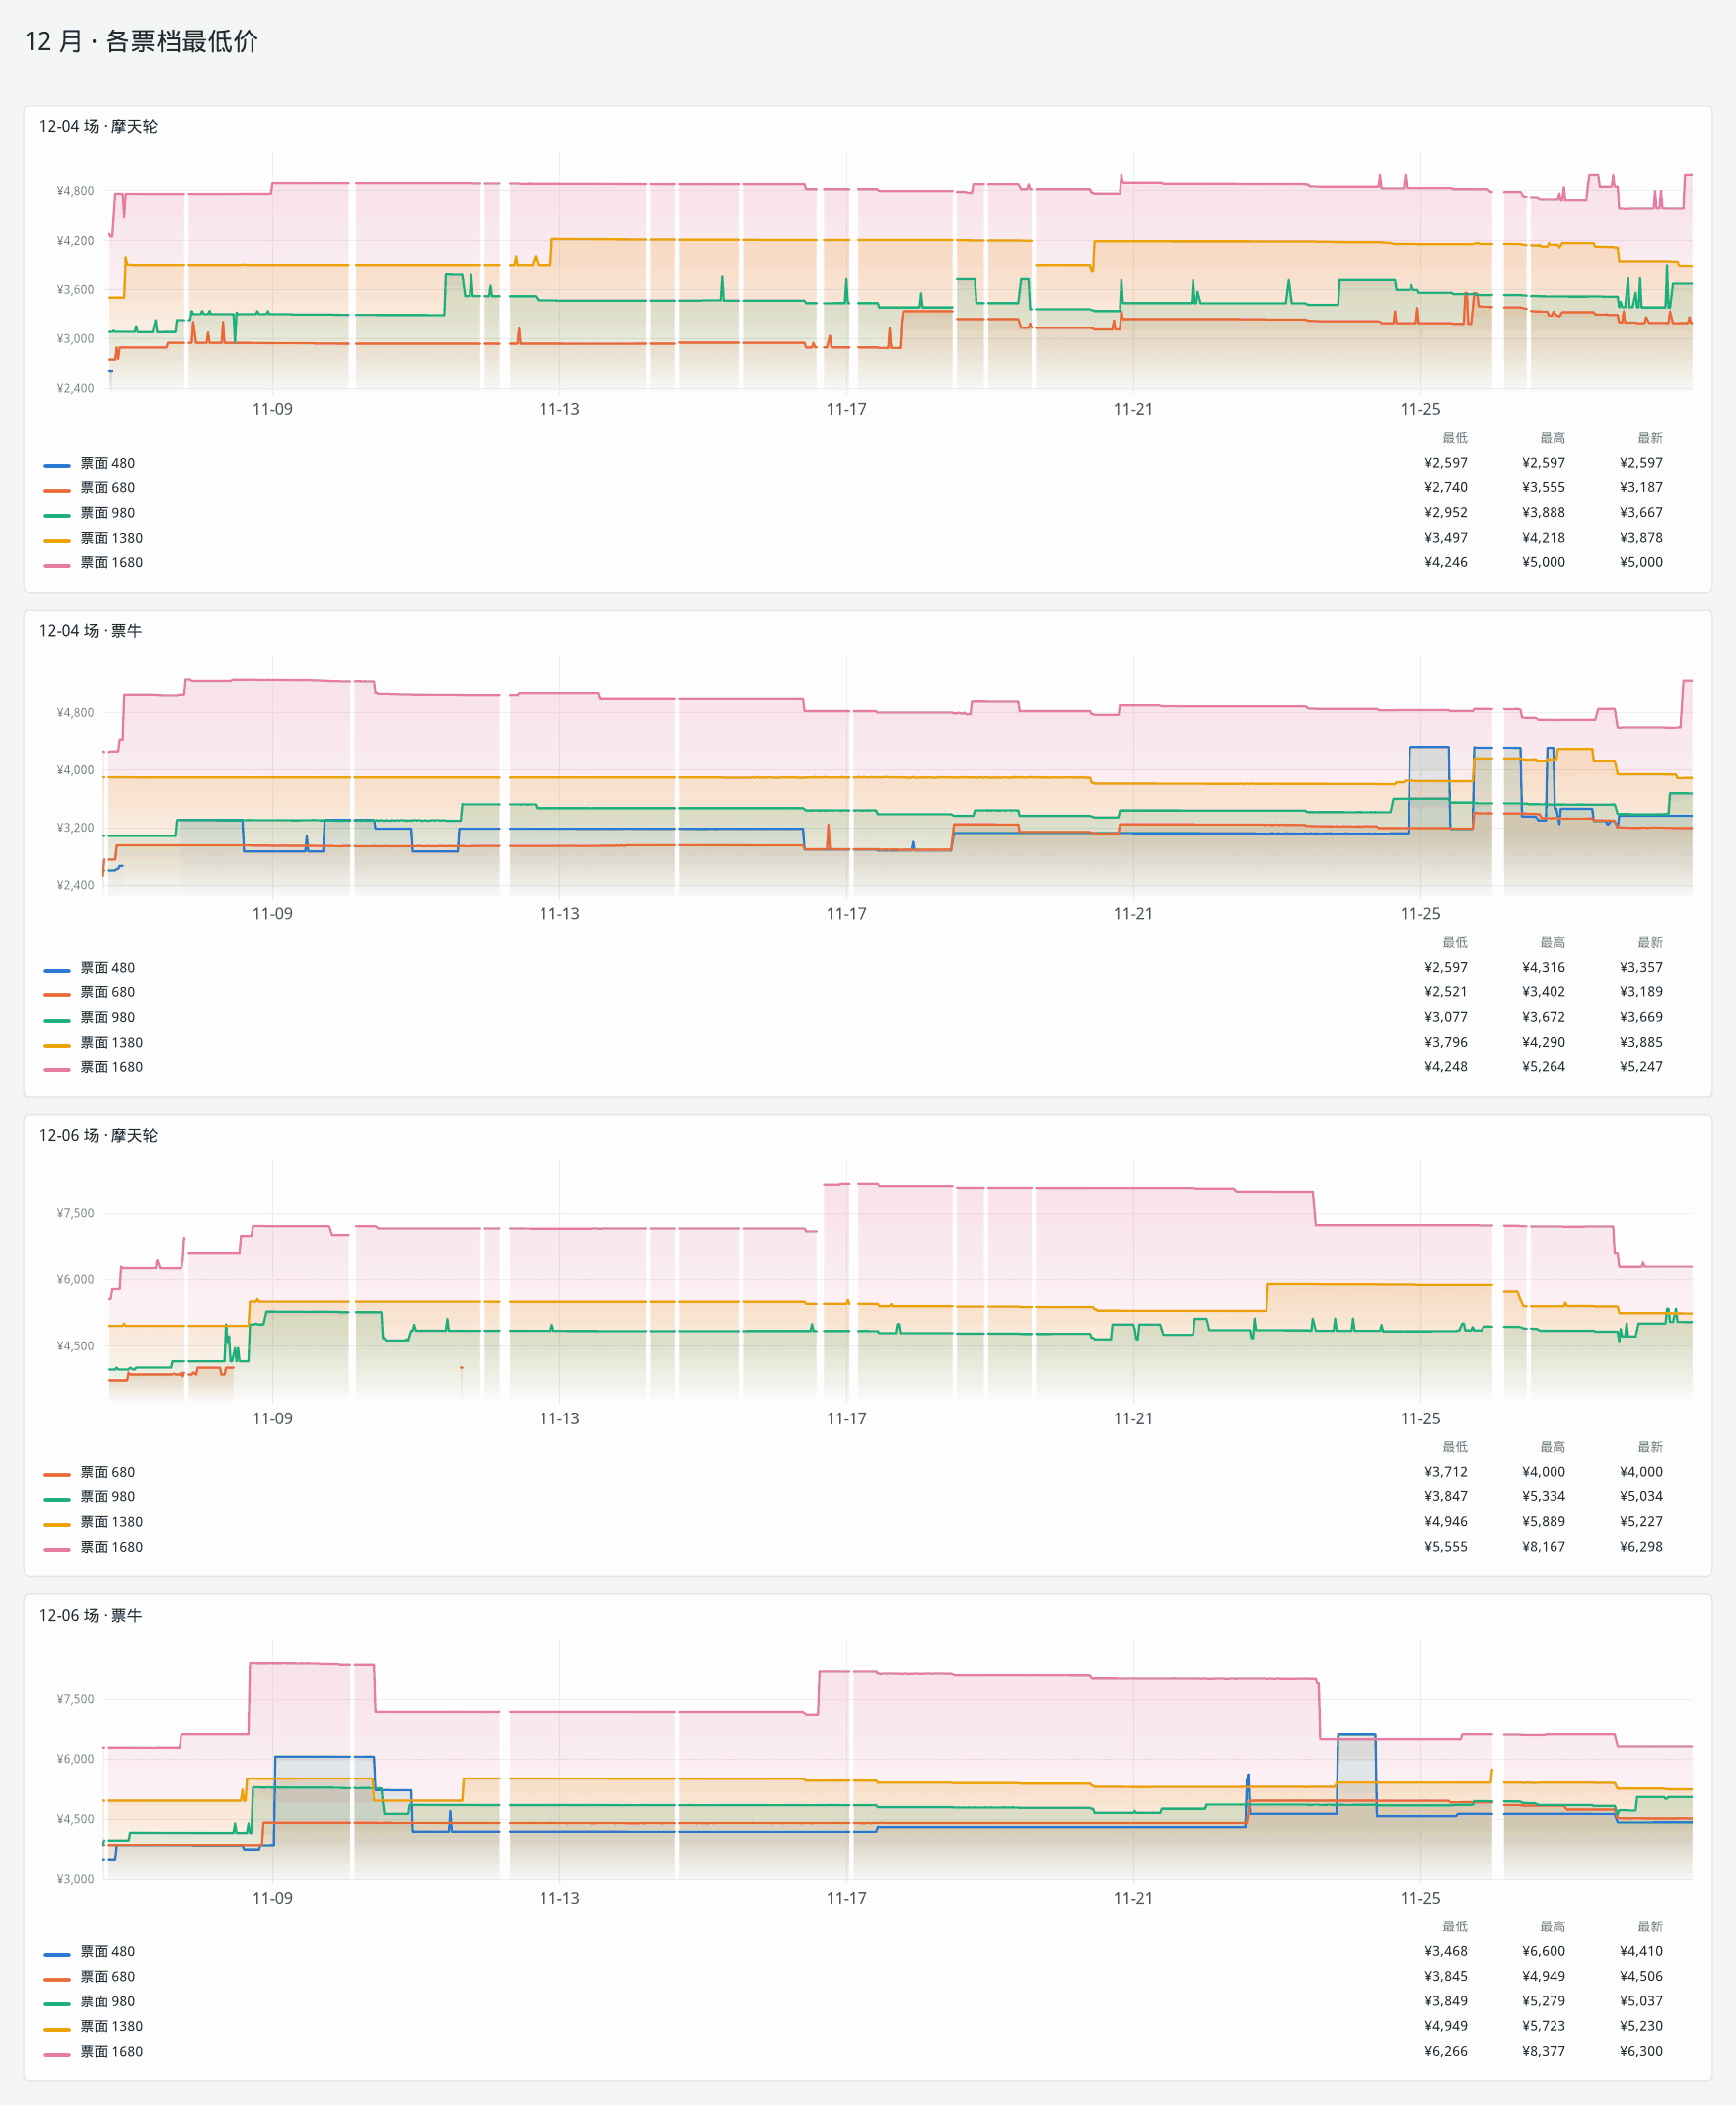 12 月 · 各票档最低价
12-04 场 · 摩天轮
¥4,800
¥4,200
¥3,600
¥3,000
¥2,400
11-09 11-13 11-17 11-21 11-25
最低 最高 最新
票面 480 ¥2,597 ¥2,597 ¥2,597
票面 680 ¥2,740 ¥3,555 ¥3,187
票面 980 ¥2,952 ¥3,888 ¥3,667
票面 1380 ¥3,497 ¥4,218 ¥3,878
票面 1680 ¥4,246 ¥5,000 ¥5,000
12-04 场 · 票牛
¥4,800
¥4,000
¥3,200
¥2,400
11-09 11-13 11-17 11-21 11-25
最低 最高 最新
票面 480 ¥2,597 ¥4,316 ¥3,357
票面 680 ¥2,521 ¥3,402 ¥3,189
票面 980 ¥3,077 ¥3,672 ¥3,669
票面 1380 ¥3,796 ¥4,290 ¥3,885
票面 1680 ¥4,248 ¥5,264 ¥5,247
12-06 场 · 摩天轮
¥7,500
¥6,000
¥4,500
11-09 11-13 11-17 11-21 11-25
最低 最高 最新
票面 680 ¥3,712 ¥4,000 ¥4,000
票面 980 ¥3,847 ¥5,334 ¥5,034
票面 1380 ¥4,946 ¥5,889 ¥5,227
票面 1680 ¥5,555 ¥8,167 ¥6,298
12-06 场 · 票牛
¥7,500
¥6,000
¥4,500
¥3,000
11-09 11-13 11-17 11-21 11-25
最低 最高 最新
票面 480 ¥3,468 ¥6,600 ¥4,410
票面 680 ¥3,845 ¥4,949 ¥4,506
票面 980 ¥3,849 ¥5,279 ¥5,037
票面 1380 ¥4,949 ¥5,723 ¥5,230
票面 1680 ¥6,266 ¥8,377 ¥6,300